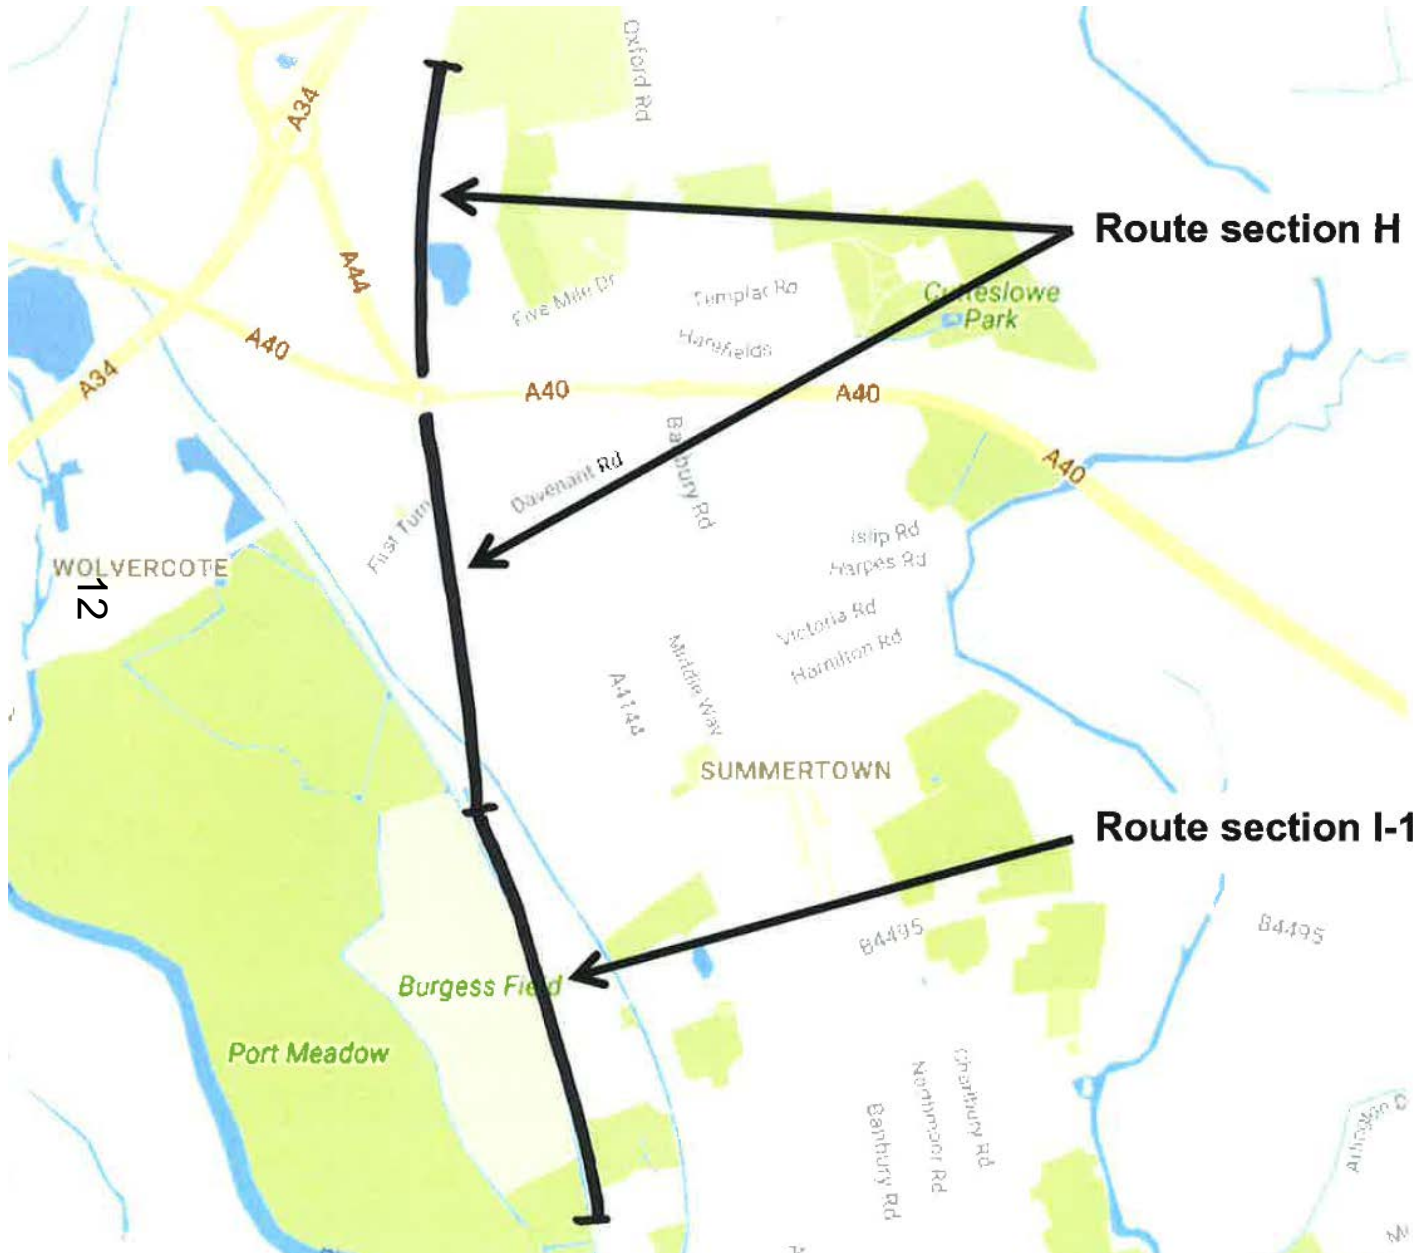 Oxford Rd
A34
Route section H
A44
Five Mile Dr
Templar Rd
Cutteslowe
Park
Harefields
A40
A34
A40
A40
Banbury Rd
Davenant Rd
A40
First Turn
Islip Rd
Harpes Rd
WOLVERCOTE
12
Victoria Rd
Hamilton Rd
Middle Way
A4144
SUMMERTOWN
Route section I-1
B4495
B4495
Burgess Field
Port Meadow
Charlbury Rd
Northmoor Rd
Banbury Rd